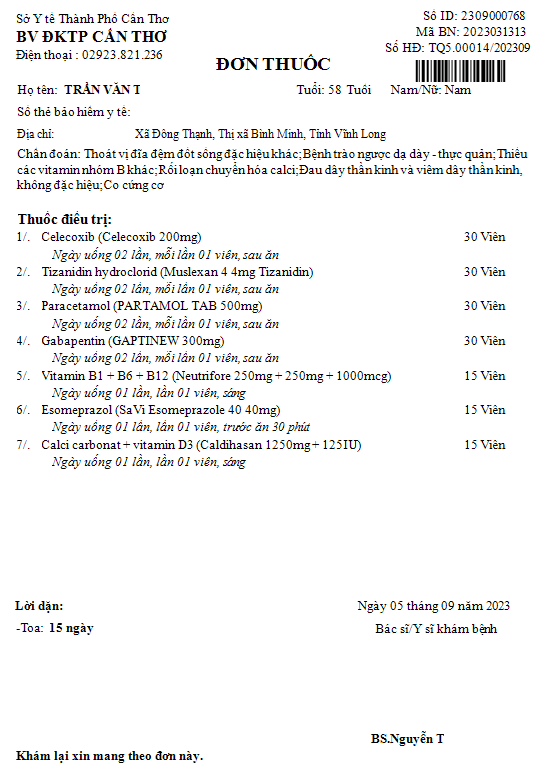 Sở Y tế Thành Phố Cần Thơ
BV ĐKTP CẦN THƠ
Điện thoại : 02923.821.236
Số ID: 2309000768
Mã BN: 2023031313
Số HĐ: TQ5.00014/202309
ĐƠN THUỐC
Họ tên: TRẦN VĂN T Tuổi: 58 Tuổi Nam/Nữ: Nam
Số thẻ bảo hiểm y tế:
Địa chỉ: Xã Đông Thạnh, Thị xã Bình Minh, Tỉnh Vĩnh Long
Chẩn đoán: Thoát vị đĩa đệm đốt sống đặc hiệu khác;Bệnh trào ngược dạ dày - thực quản;Thiếu
các vitamin nhóm B khác;Rối loạn chuyển hóa calci;Đau dây thần kinh và viêm dây thần kinh,
không đặc hiệu;Co cứng cơ
Thuốc điều trị:
1/. Celecoxib (Celecoxib 200mg) 30 Viên
Ngày uống 02 lần, mỗi lần 01 viên, sau ăn
2/. Tizanidin hydroclorid (Muslexan 4 4mg Tizanidin) 30 Viên
Ngày uống 02 lần, mỗi lần 01 viên, sau ăn
3/. Paracetamol (PARTAMOL TAB 500mg) 30 Viên
Ngày uống 02 lần, mỗi lần 01 viên, sau ăn
4/. Gabapentin (GAPTINEW 300mg) 30 Viên
Ngày uống 02 lần, mỗi lần 01 viên, sau ăn
5/. Vitamin B1 + B6 + B12 (Neutrifore 250mg + 250mg + 1000mcg) 15 Viên
Ngày uống 01 lần, lần 01 viên, sáng
6/. Esomeprazol (SaVi Esomeprazole 40 40mg) 15 Viên
Ngày uống 01 lần, lần 01 viên, trước ăn 30 phút
7/. Calci carbonat + vitamin D3 (Caldihasan 1250mg + 125IU) 15 Viên
Ngày uống 01 lần, lần 01 viên, sáng
Lời dặn:
Ngày 05 tháng 09 năm 2023
-Toa: 15 ngày
Bác sĩ/Y sĩ khám bệnh
BS.Nguyễn T
Khám lại xin mang theo đơn này.